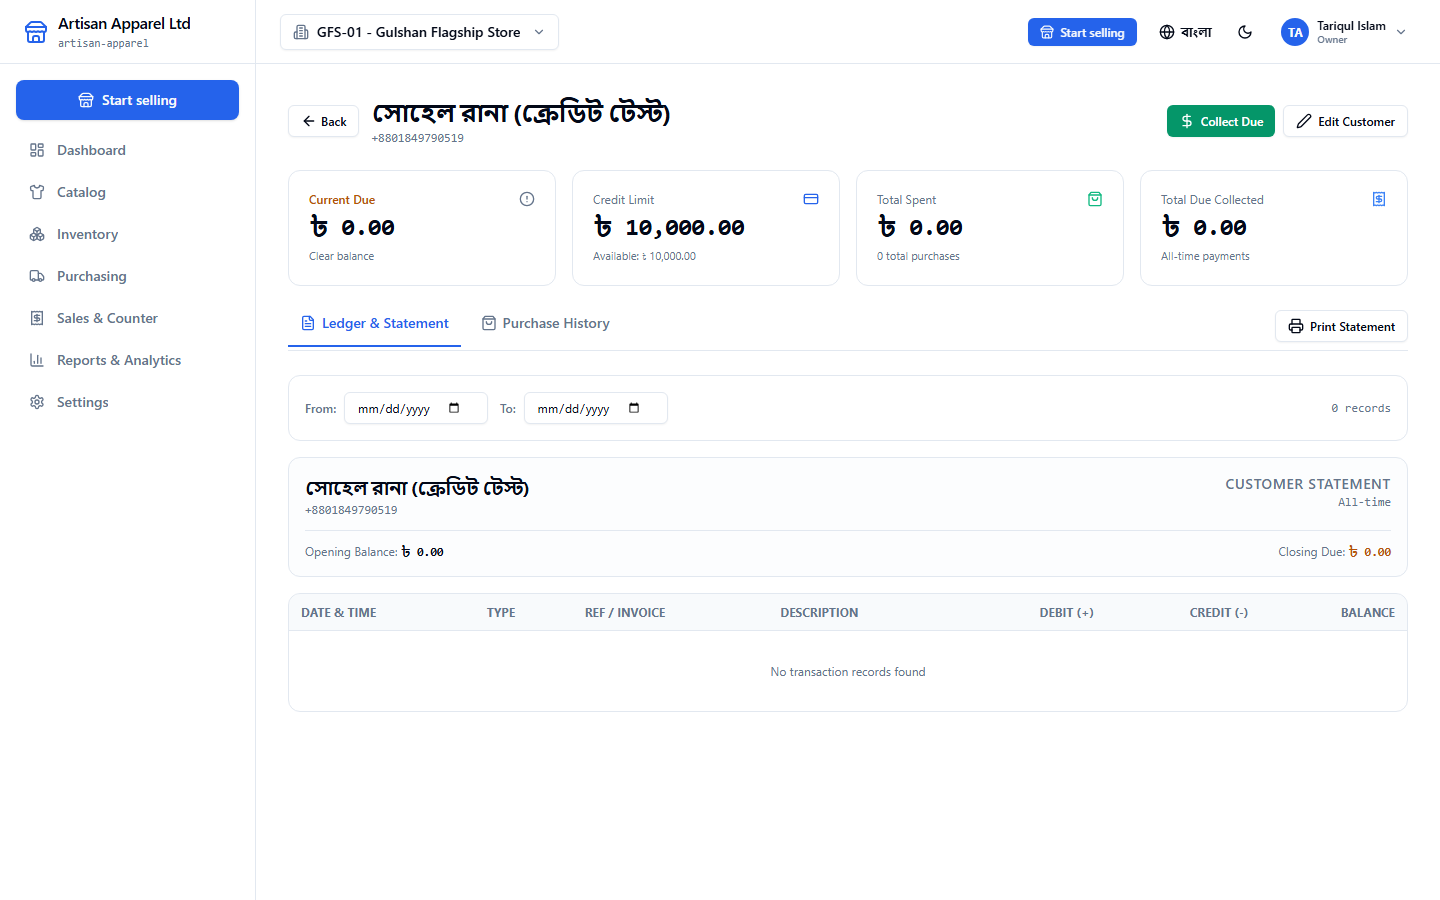 Artisan Apparel Ltd
artisan-apparel
GFS-01 - Gulshan Flagship Store
Start selling
বাংলা
TA
Tariqul Islam
Owner
Start selling
Dashboard
Catalog
Inventory
Purchasing
Sales & Counter
Reports & Analytics
Settings
Back
সোহেল রানা (ক্রেডিট টেস্ট)
+8801849790519
Collect Due
Edit Customer
Current Due
৳ 0.00
Clear balance
Credit Limit
৳ 10,000.00
Available: ৳ 10,000.00
Total Spent
৳ 0.00
0 total purchases
Total Due Collected
৳ 0.00
All-time payments
Ledger & Statement
Purchase History
Print Statement
From: mm/dd/yyyy To: mm/dd/yyyy
0 records
সোহেল রানা (ক্রেডিট টেস্ট)
+8801849790519
CUSTOMER STATEMENT
All-time
Opening Balance: ৳ 0.00
Closing Due: ৳ 0.00
DATE & TIME TYPE REF / INVOICE DESCRIPTION DEBIT (+) CREDIT (-) BALANCE
No transaction records found